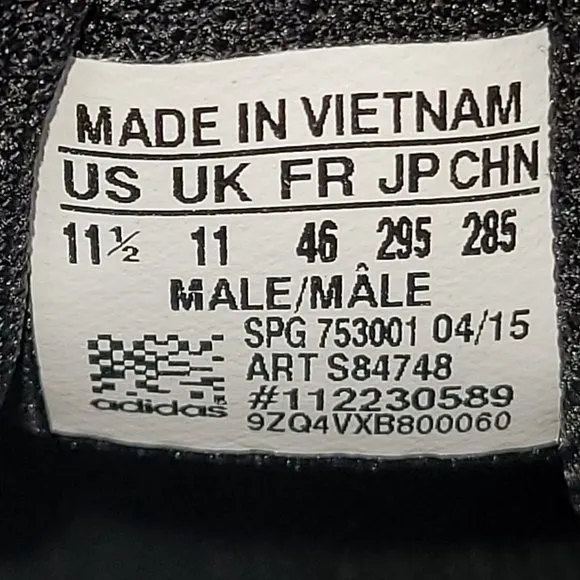 MADE IN VIETNAM
US UK FR JP CHN
11½ 11 46 295 285
MALE/MÂLE
SPG 753001 04/15
ART S84748
#112230589
adidas 9ZQ4VXB800060